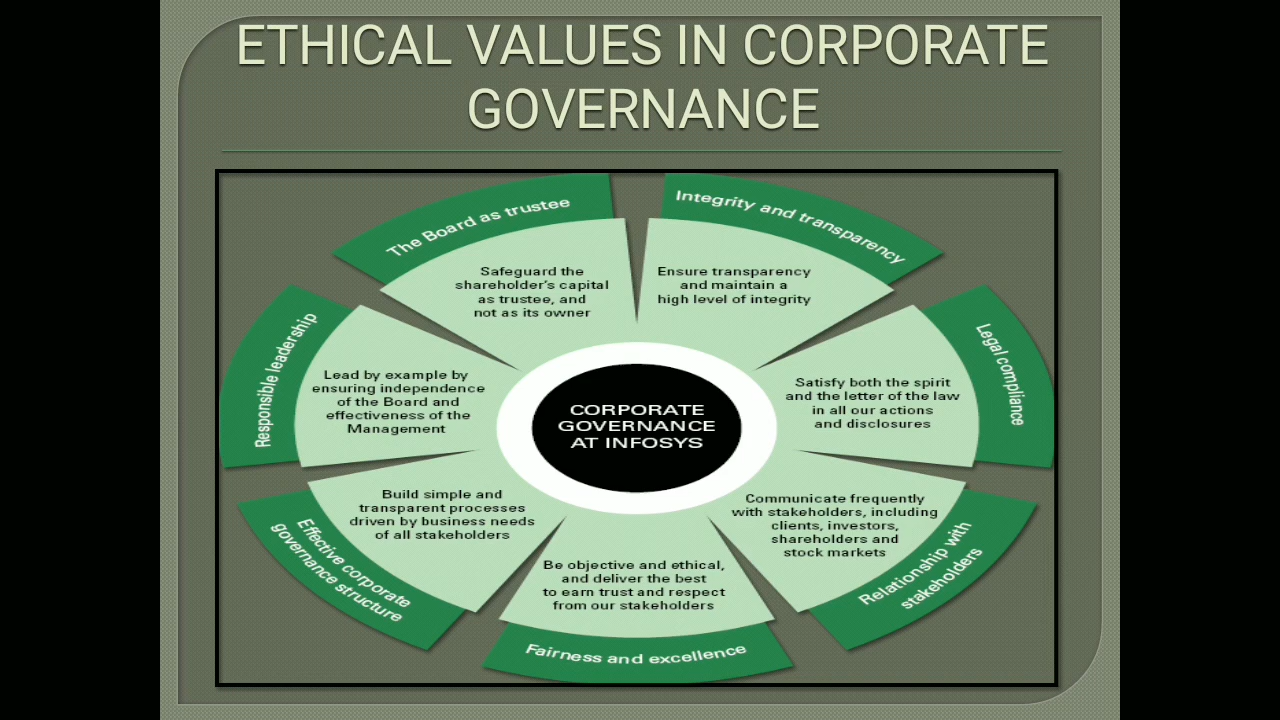 ETHICAL VALUES IN CORPORATE
GOVERNANCE
The Board as trustee
Safeguard the
shareholder's capital
as trustee, and
not as its owner
Integrity and transparency
Ensure transparency
and maintain a
high level of integrity
Legal compliance
Satisfy both the spirit
and the letter of the law
in all our actions
and disclosures
Relationship with
stakeholders
Communicate frequently
with stakeholders, including
clients, investors,
shareholders and
stock markets
Fairness and excellence
Be objective and ethical,
and deliver the best
to earn trust and respect
from our stakeholders
Effective corporate
governance structure
Build simple and
transparent processes
driven by business needs
of all stakeholders
Responsible leadership
Lead by example by
ensuring independence
of the Board and
effectiveness of the
Management
CORPORATE
GOVERNANCE
AT INFOSYS